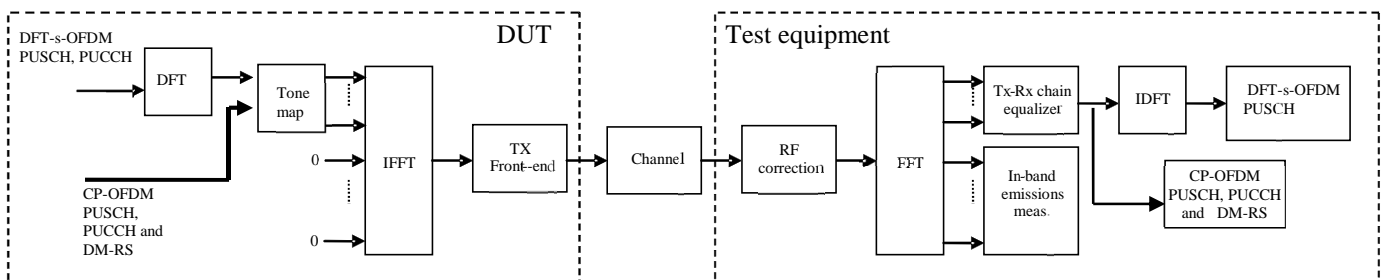 DUT
Test equipment
DFT-s-OFDM
PUSCH, PUCCH
DFT
Tone
map
CP-OFDM
PUSCH,
PUCCH and
DM-RS
0
0
IFFT
TX
Front-end
Channel
RF
correction
FFT
Tx-Rx chain
equalizer
In-band
emissions
meas.
IDFT
DFT-s-OFDM
PUSCH
CP-OFDM
PUSCH, PUCCH
and DM-RS